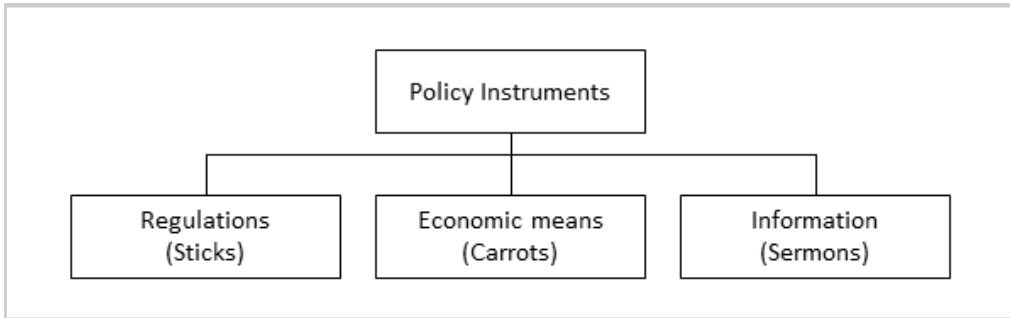 Policy Instruments
Regulations
(Sticks)
Economic means
(Carrots)
Information
(Sermons)